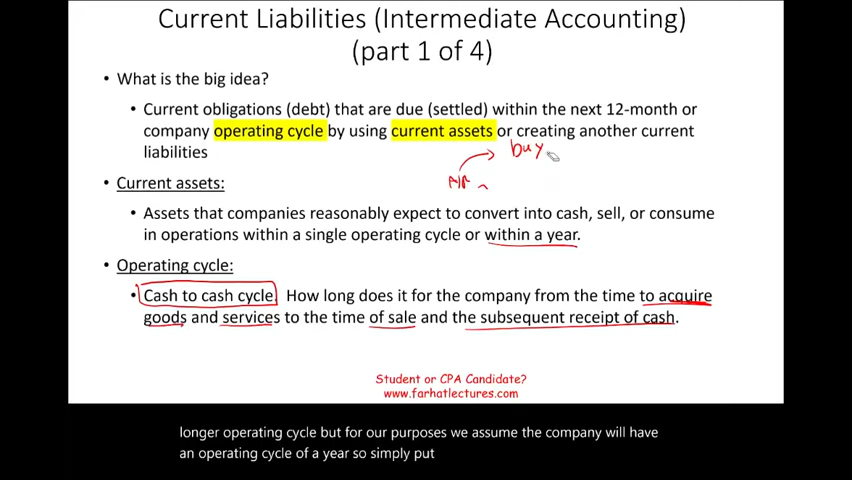 Current Liabilities (Intermediate Accounting)
(part 1 of 4)
• What is the big idea?
• Current obligations (debt) that are due (settled) within the next 12-month or
company operating cycle by using current assets or creating another current
liabilities
buy
• Current assets:
• Assets that companies reasonably expect to convert into cash, sell, or consume
in operations within a single operating cycle or within a year.
• Operating cycle:
• Cash to cash cycle. How long does it for the company from the time to acquire
goods and services to the time of sale and the subsequent receipt of cash.
Student or CPA Candidate?
www.farhatlectures.com
longer operating cycle but for our purposes we assume the company will have
an operating cycle of a year so simply put